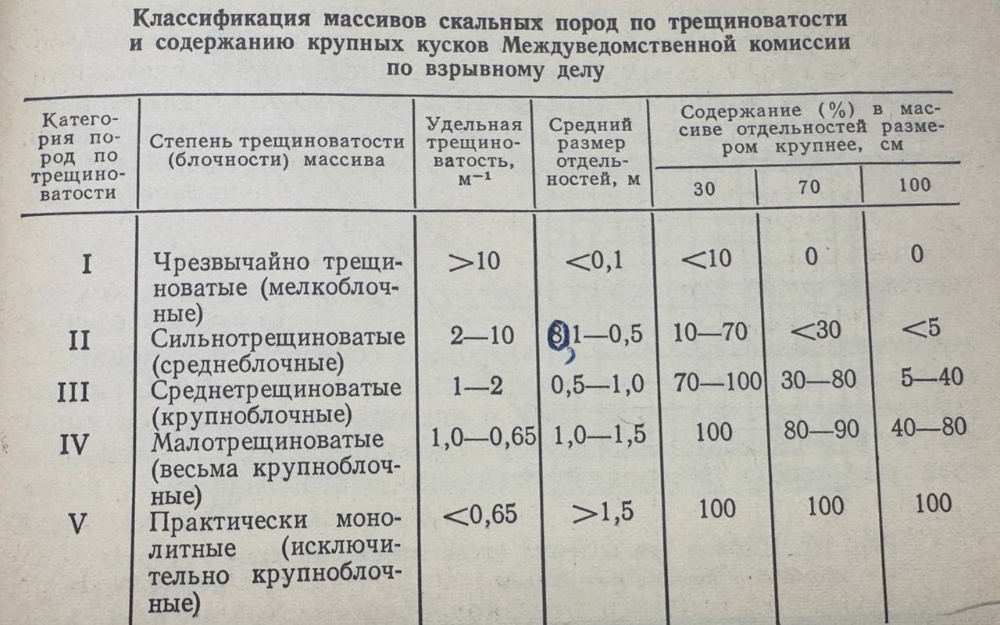 Классификация массивов скальных пород по трещиноватости
и содержанию крупных кусков Междуведомственной комиссии
по взрывному делу
Катего-
рия по-
род по
трещино-
ватости
Степень трещиноватости
(блочности) массива
Удельная
трещино-
ватость,
м⁻¹
Средний
размер
отдель-
ностей, м
Содержание (%) в мас-
сиве отдельностей разме-
ром крупнее, см
30 70 100
I Чрезвычайно трещи- >10 <0,1 <10 0 0
новатые (мелкоблоч-
ные)
II Сильнотрещиноватые 2—10 8,1—0,5 10—70 <30 <5
(среднеблочные)
III Среднетрещиноватые 1—2 0,5—1,0 70—100 30—80 5—40
(крупноблочные)
IV Малотрещиноватые 1,0—0,65 1,0—1,5 100 80—90 40—80
(весьма крупноблоч-
ные)
V Практически моно- <0,65 >1,5 100 100 100
литные (исключи-
тельно крупноблоч-
ные)